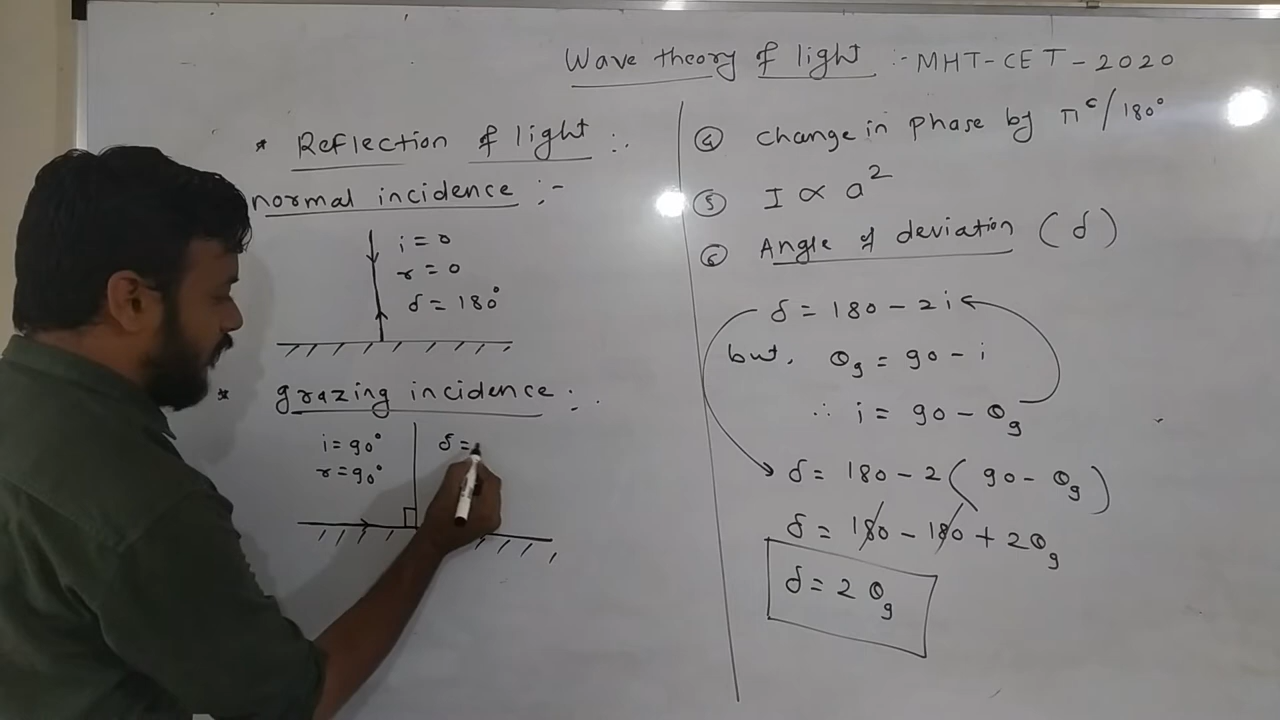 Wave theory of light :- MHT-CET-2020
* Reflection of light :.
normal incidence :-
i = 0
r = 0
δ = 180°
* grazing incidence :.
i = 90°
r = 90°
δ =
④ change in phase by πᶜ/180°
⑤ I ∝ a²
⑥ Angle of deviation (δ)
δ = 180 - 2i
but, θg = 90 - i
∴ i = 90 - θg
δ = 180 - 2(90 - θg)
δ = 180 - 180 + 2θg
δ = 2θg